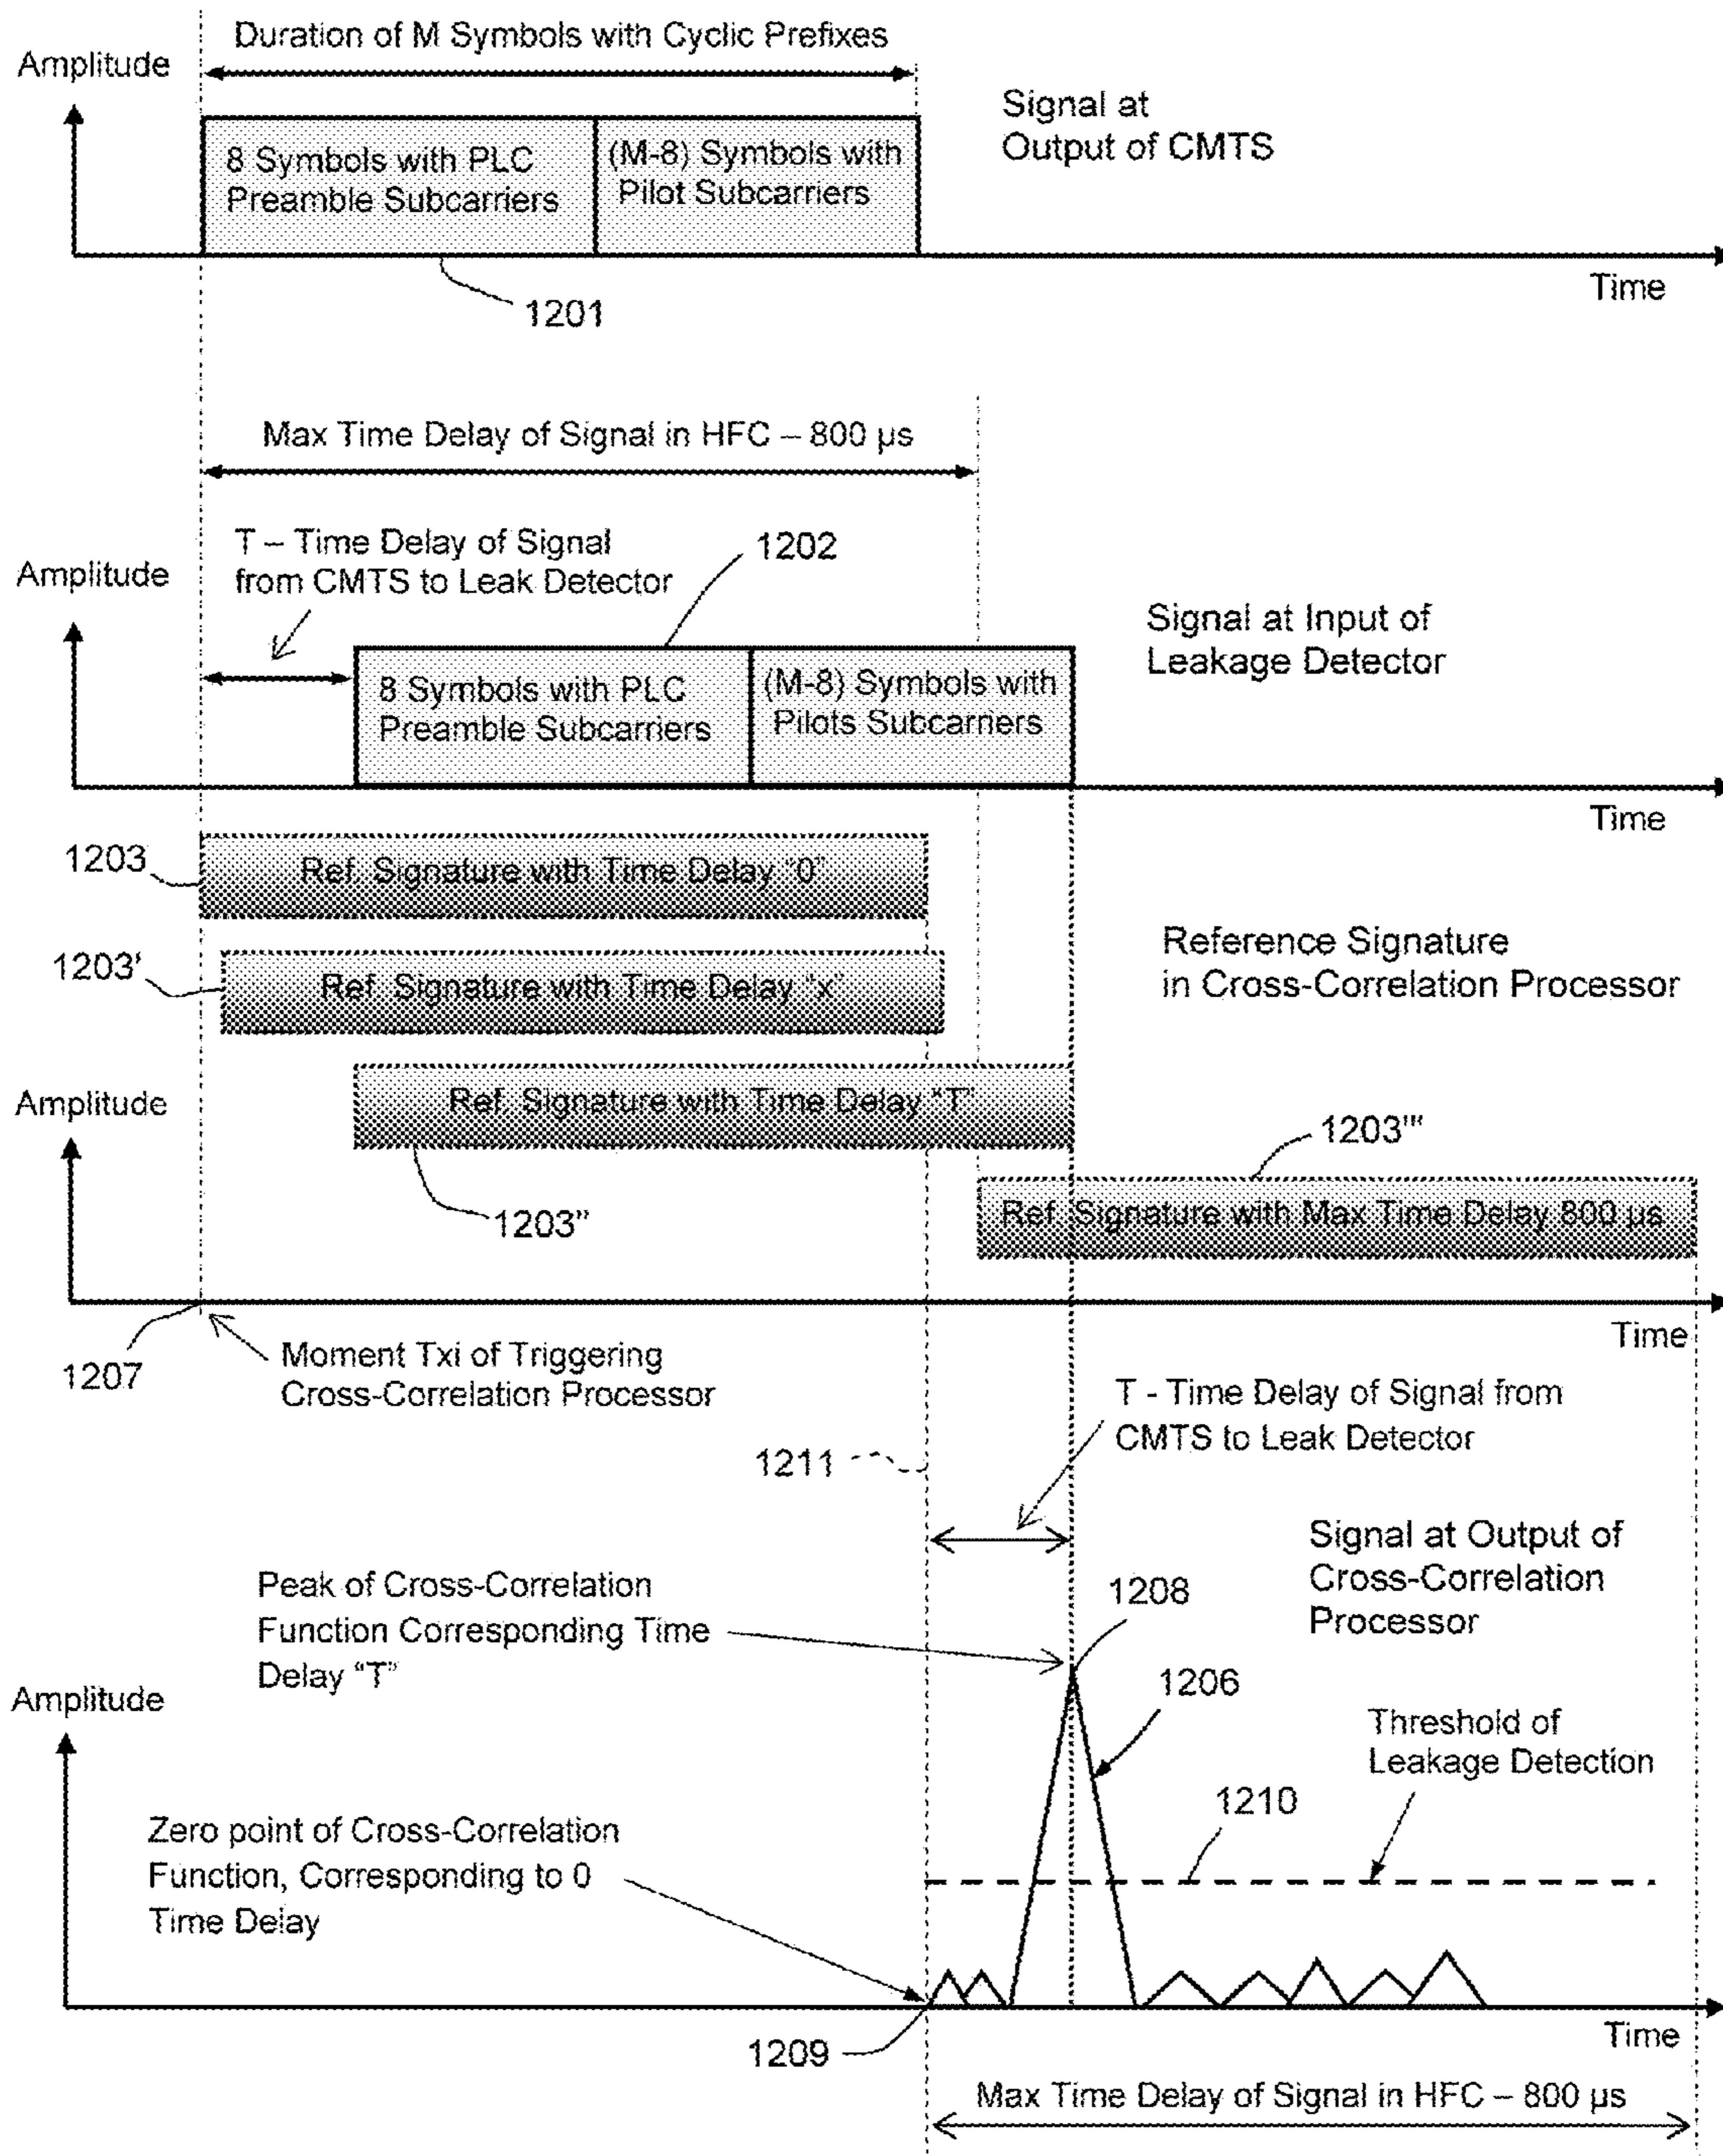 Duration of M Symbols with Cyclic Prefixes
Amplitude
Signal at
Output of CMTS
8 Symbols with PLC
Preamble Subcarriers
(M-8) Symbols with
Pilot Subcarriers
Time
1201
Max Time Delay of Signal in HFC – 800 µs
T – Time Delay of Signal
from CMTS to Leak Detector
1202
Amplitude
Signal at Input of
Leakage Detector
8 Symbols with PLC
Preamble Subcarriers
(M-8) Symbols with
Pilots Subcarriers
Time
1203
Ref. Signature with Time Delay "0"
Reference Signature
in Cross-Correlation Processor
1203'
Ref. Signature with Time Delay "x"
Amplitude
Ref. Signature with Time Delay "T"
1203'''
1203''
Ref. Signature with Max Time Delay 800 µs
Time
1207
Moment Txi of Triggering
Cross-Correlation Processor
T - Time Delay of Signal from
CMTS to Leak Detector
1211
Signal at Output of
Cross-Correlation
Processor
Peak of Cross-Correlation
Function Corresponding Time
Delay "T"
1208
1206
Amplitude
Threshold of
Leakage Detection
1210
Zero point of Cross-Correlation
Function, Corresponding to 0
Time Delay
Time
1209
Max Time Delay of Signal in HFC – 800 µs